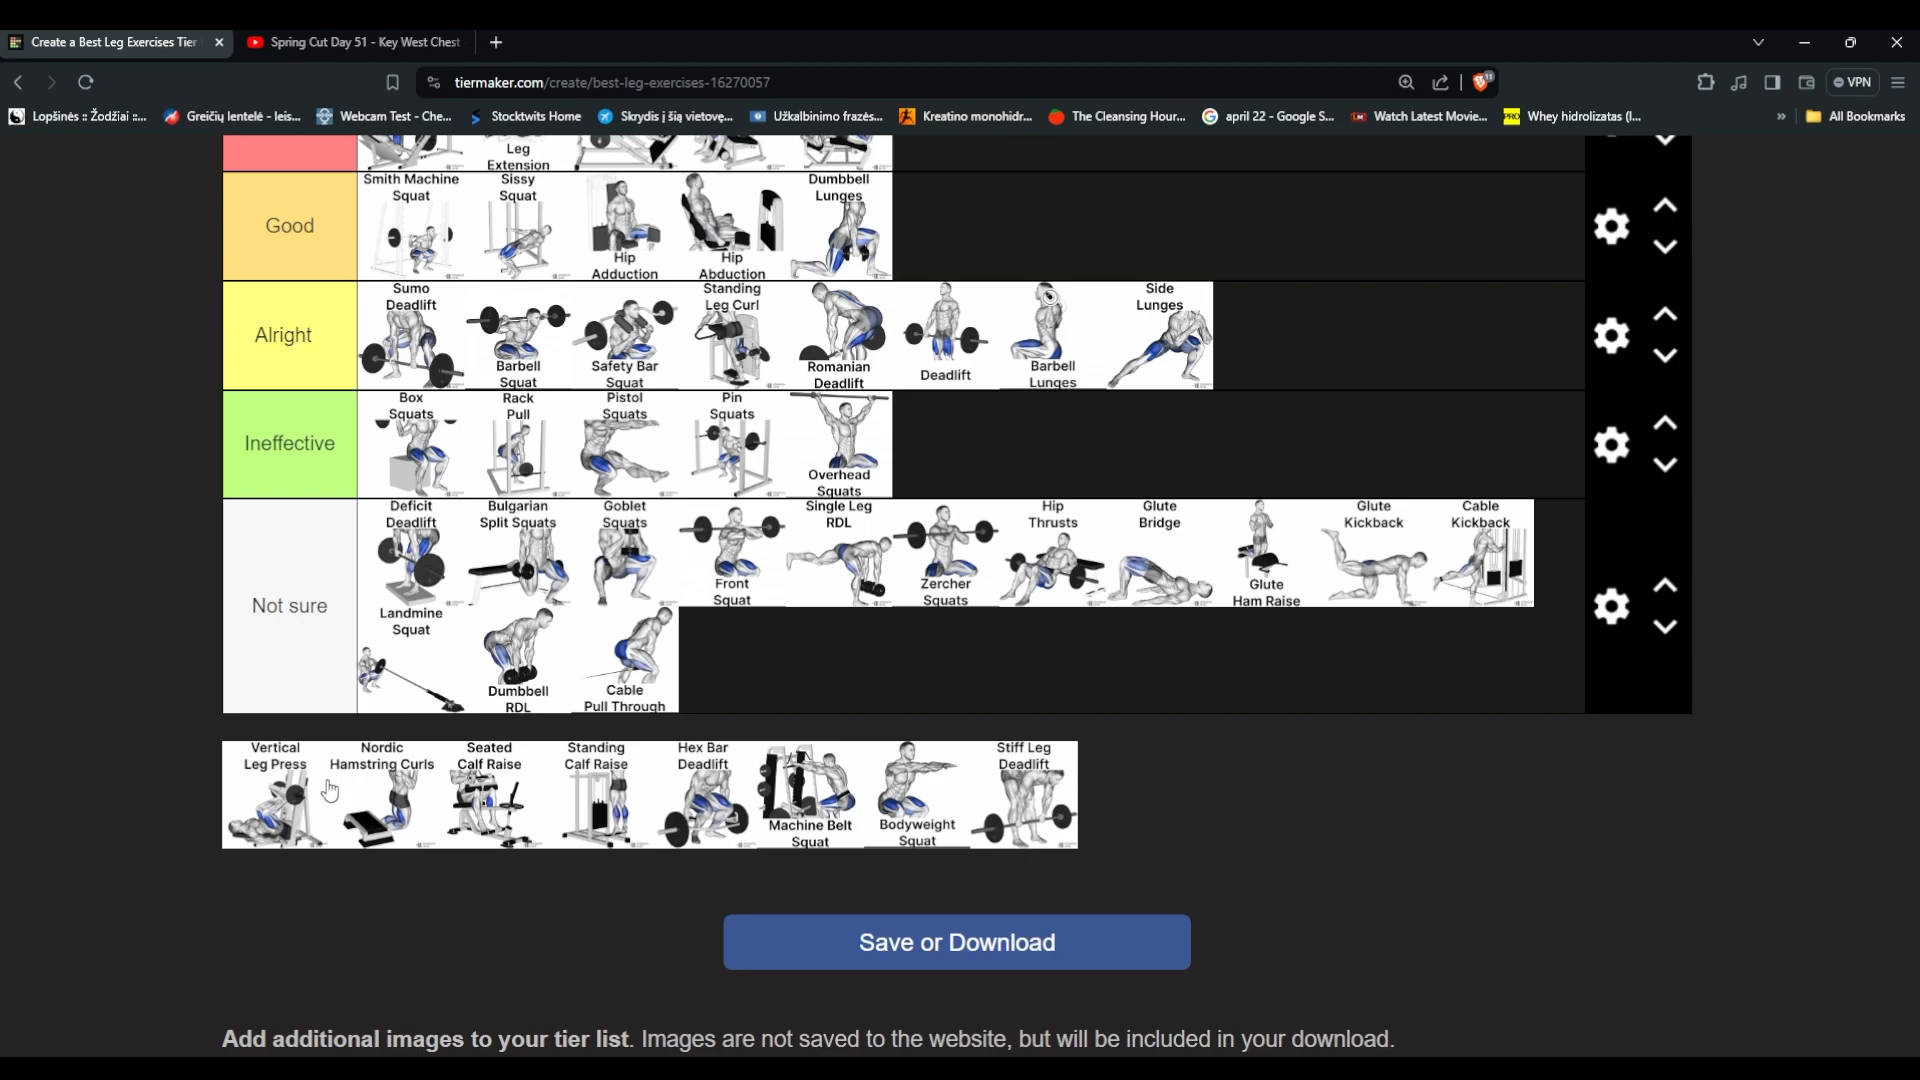 Create a Best Leg Exercises Tier
Spring Cut Day 51 - Key West Chest
tiermaker.com/create/best-leg-exercises-16270057
11
VPN
Lopšinės :: Žodžiai ::...
Greičių lentelė - leis...
Webcam Test - Che...
Stocktwits Home
Skrydis į šią vietovę...
Užkalbinimo frazės...
Kreatino monohidr...
The Cleansing Hour...
april 22 - Google S...
Watch Latest Movie...
Whey hidrolizatas (l...
»
All Bookmarks
Leg
Extension
Good
Smith Machine
Squat
Sissy
Squat
Hip
Adduction
Hip
Abduction
Dumbbell
Lunges
Alright
Sumo
Deadlift
Barbell
Squat
Safety Bar
Squat
Standing
Leg Curl
Romanian
Deadlift
Deadlift
Barbell
Lunges
Side
Lunges
Ineffective
Box
Squats
Rack
Pull
Pistol
Squats
Pin
Squats
Overhead
Squats
Not sure
Deficit
Deadlift
Bulgarian
Split Squats
Goblet
Squats
Front
Squat
Single Leg
RDL
Zercher
Squats
Hip
Thrusts
Glute
Bridge
Glute
Ham Raise
Glute
Kickback
Cable
Kickback
Landmine
Squat
Dumbbell
RDL
Cable
Pull Through
Vertical
Leg Press
Nordic
Hamstring Curls
Seated
Calf Raise
Standing
Calf Raise
Hex Bar
Deadlift
Machine Belt
Squat
Bodyweight
Squat
Stiff Leg
Deadlift
Save or Download
Add additional images to your tier list. Images are not saved to the website, but will be included in your download.